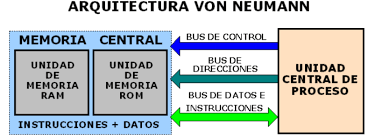 ARQUITECTURA VON NEUMANN
MEMORIA CENTRAL
UNIDAD
DE
MEMORIA
RAM
UNIDAD
DE
MEMORIA
ROM
INSTRUCCIONES + DATOS
BUS DE CONTROL
BUS DE
DIRECCIONES
BUS DE DATOS E
INSTRUCCIONES
UNIDAD
CENTRAL DE
PROCESO